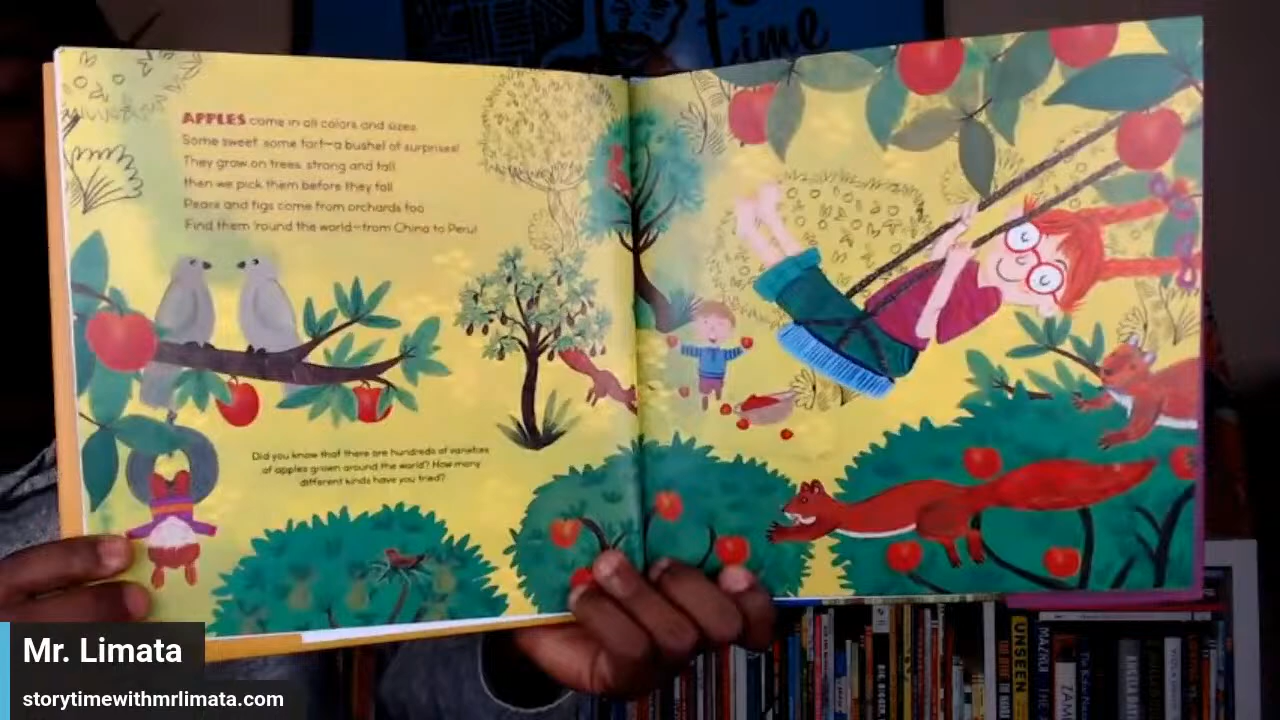 time
APPLES come in all colors and sizes.
Some sweet, some tart—a bushel of surprises!
They grow on trees, strong and tall
then we pick them before they fall
Pears and figs come from orchards too
Find them 'round the world—from China to Peru!
Did you know that there are hundreds of varieties
of apples grown around the world? How many
different kinds have you tried?
Mr. Limata
storytimewithmrlimata.com
UNSEEN